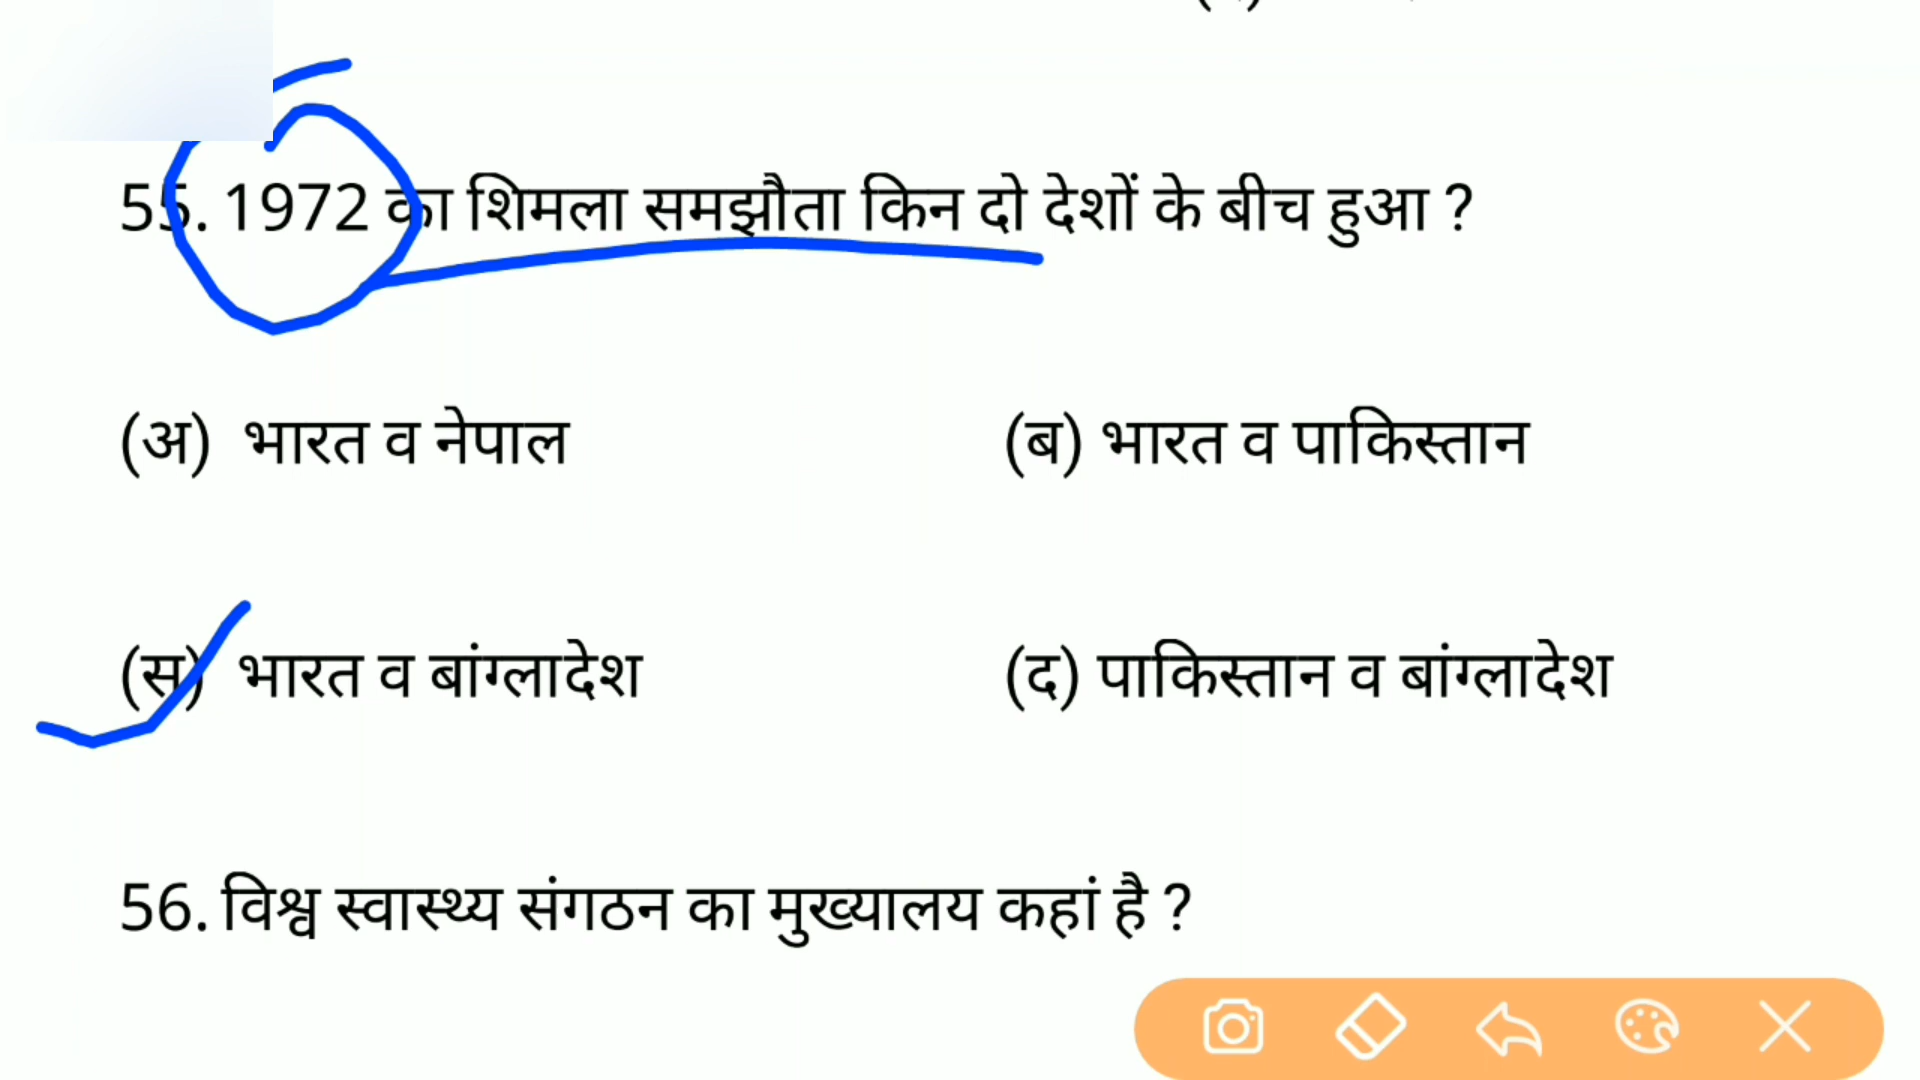 55. 1972 का शिमला समझौता किन दो देशों के बीच हुआ ?
(अ) भारत व नेपाल
(ब) भारत व पाकिस्तान
(स) भारत व बांग्लादेश
(द) पाकिस्तान व बांग्लादेश
56. विश्व स्वास्थ्य संगठन का मुख्यालय कहां है ?